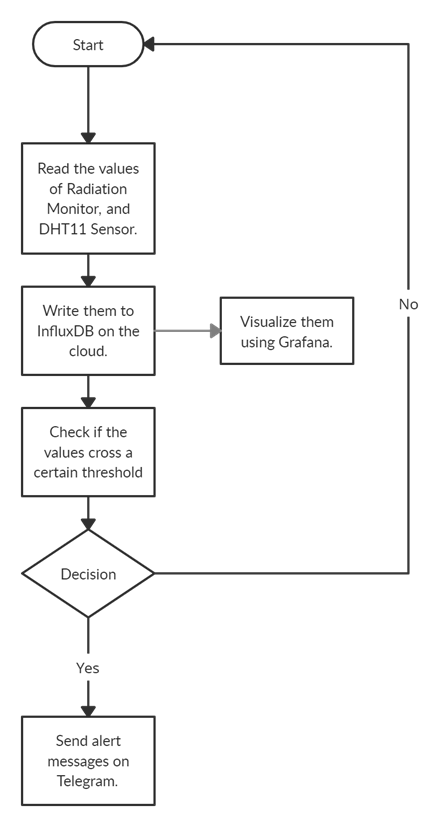 Start
Read the values
of Radiation
Monitor, and
DHT11 Sensor.
Write them to
InfluxDB on the
cloud.
Visualize them
using Grafana.
No
Check if the
values cross a
certain threshold
Decision
Yes
Send alert
messages on
Telegram.